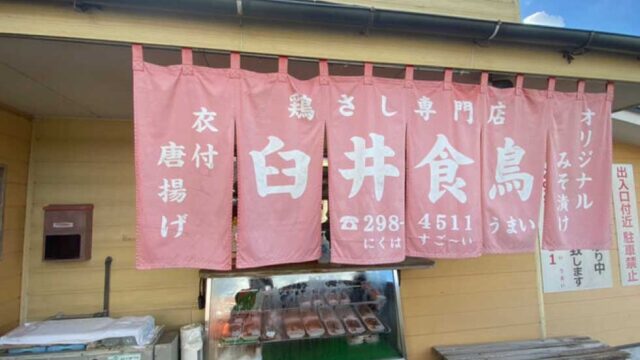 鶏さし専門店
臼井食鳥
☎298-4511
にくは すご〜い うまい
衣付
唐揚げ
オリジナル
みそ漬け
出入口付近
駐車禁止